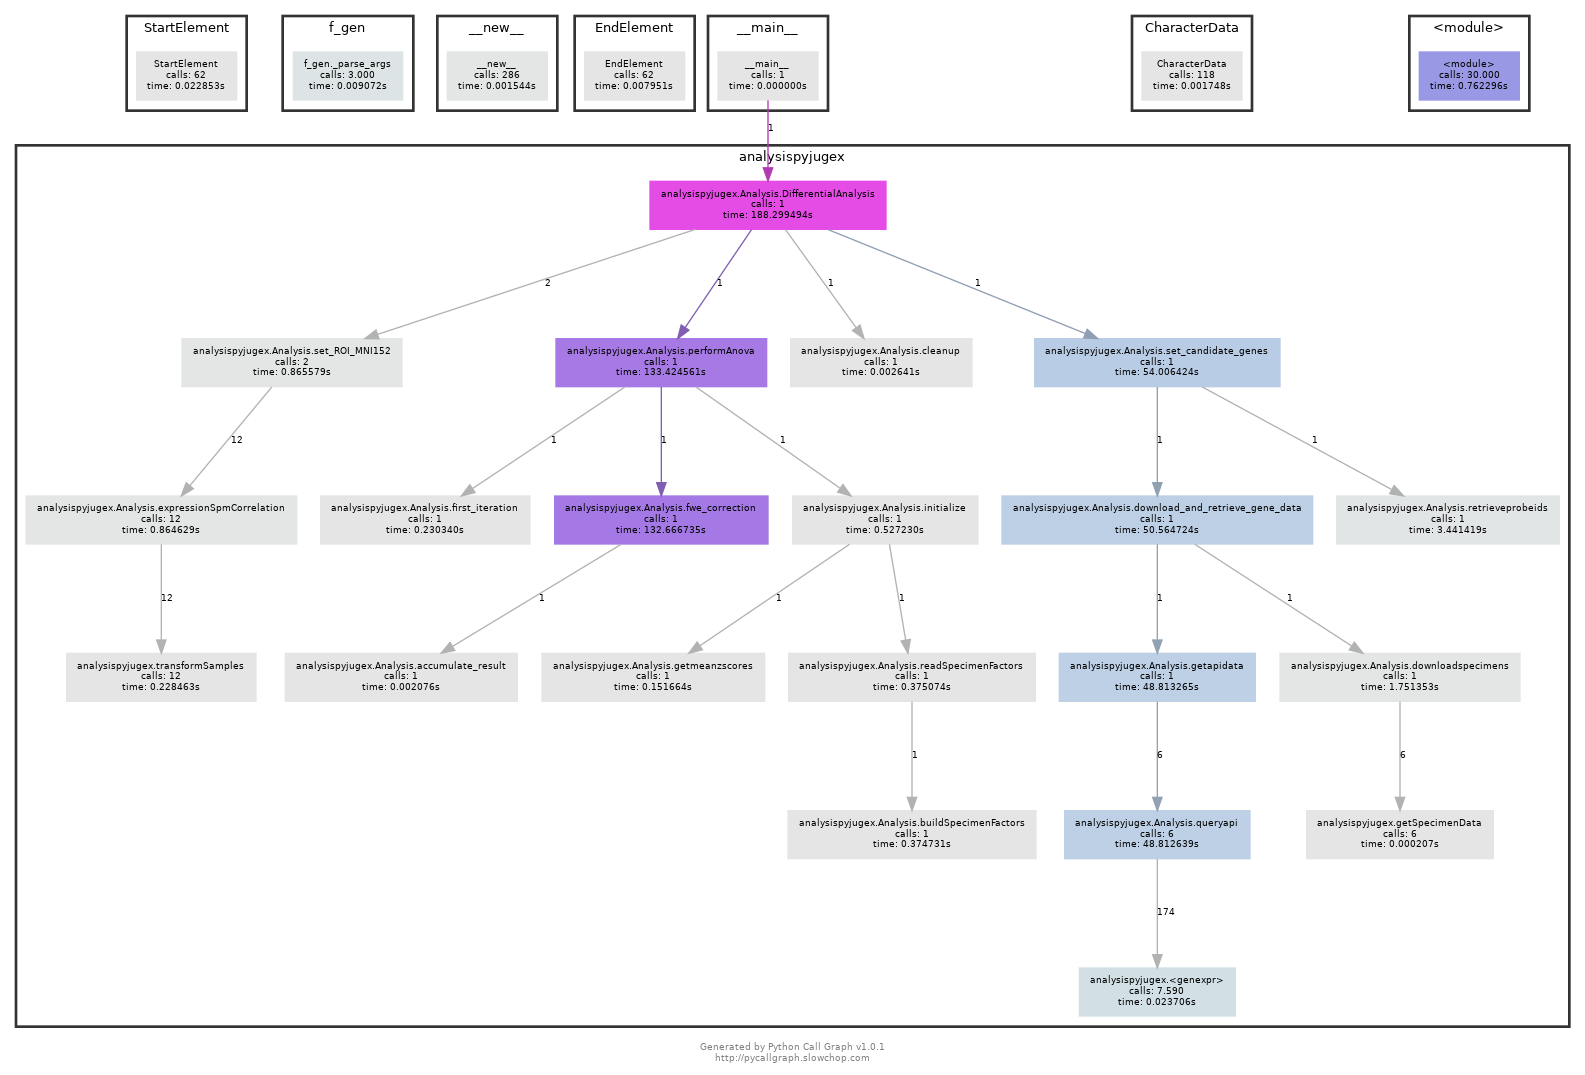 StartElement
StartElement
calls: 62
time: 0.022853s
f_gen
f_gen._parse_args
calls: 3.000
time: 0.009072s
__new__
__new__
calls: 286
time: 0.001544s
EndElement
EndElement
calls: 62
time: 0.007951s
__main__
__main__
calls: 1
time: 0.000000s
CharacterData
CharacterData
calls: 118
time: 0.001748s
<module>
<module>
calls: 30.000
time: 0.762296s
1
analysispyjugex
analysispyjugex.Analysis.DifferentialAnalysis
calls: 1
time: 188.299494s
2
1
1
1
analysispyjugex.Analysis.set_ROI_MNI152
calls: 2
time: 0.865579s
analysispyjugex.Analysis.performAnova
calls: 1
time: 133.424561s
analysispyjugex.Analysis.cleanup
calls: 1
time: 0.002641s
analysispyjugex.Analysis.set_candidate_genes
calls: 1
time: 54.006424s
12
1
1
1
1
1
analysispyjugex.Analysis.expressionSpmCorrelation
calls: 12
time: 0.864629s
analysispyjugex.Analysis.first_iteration
calls: 1
time: 0.230340s
analysispyjugex.Analysis.fwe_correction
calls: 1
time: 132.666735s
analysispyjugex.Analysis.initialize
calls: 1
time: 0.527230s
analysispyjugex.Analysis.download_and_retrieve_gene_data
calls: 1
time: 50.564724s
analysispyjugex.Analysis.retrieveprobeids
calls: 1
time: 3.441419s
12
1
1
1
1
1
analysispyjugex.transformSamples
calls: 12
time: 0.228463s
analysispyjugex.Analysis.accumulate_result
calls: 1
time: 0.002076s
analysispyjugex.Analysis.getmeanzscores
calls: 1
time: 0.151664s
analysispyjugex.Analysis.readSpecimenFactors
calls: 1
time: 0.375074s
analysispyjugex.Analysis.getapidata
calls: 1
time: 48.813265s
analysispyjugex.Analysis.downloadspecimens
calls: 1
time: 1.751353s
1
6
6
analysispyjugex.Analysis.buildSpecimenFactors
calls: 1
time: 0.374731s
analysispyjugex.Analysis.queryapi
calls: 6
time: 48.812639s
analysispyjugex.getSpecimenData
calls: 6
time: 0.000207s
174
analysispyjugex.<genexpr>
calls: 7.590
time: 0.023706s
Generated by Python Call Graph v1.0.1
http://pycallgraph.slowchop.com